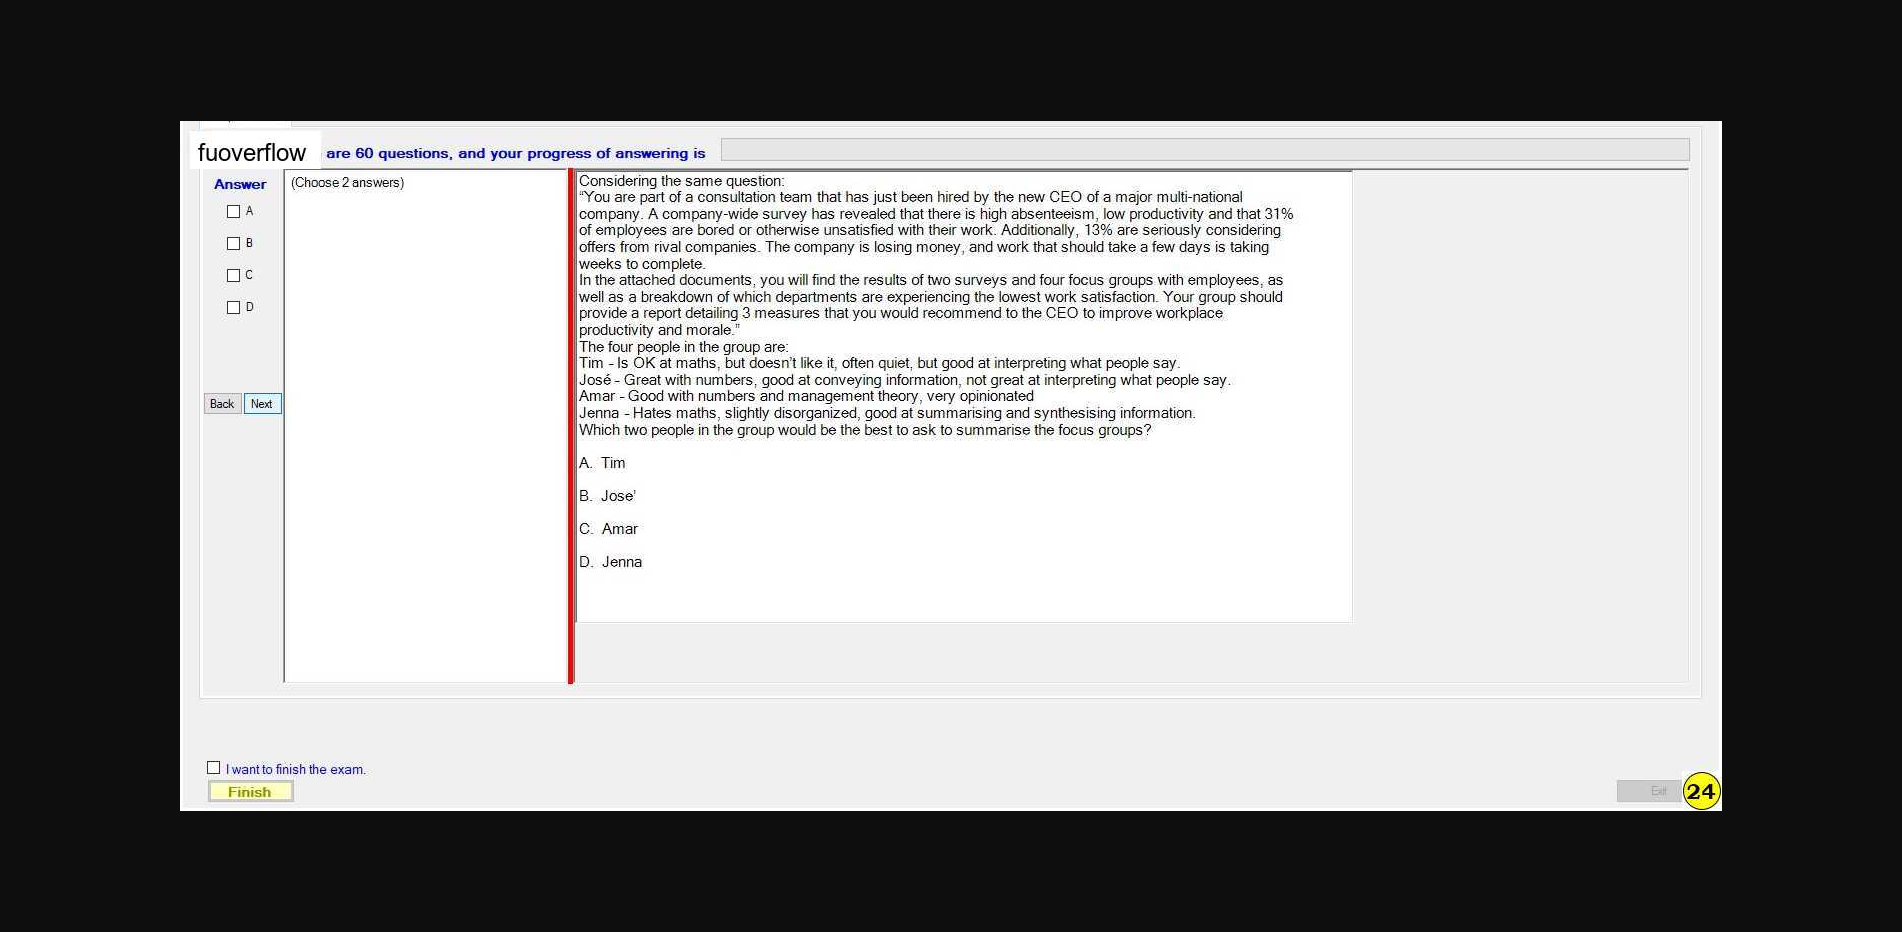 fuoverflow are 60 questions, and your progress of answering is
Answer
A
B
C
D
Back Next
(Choose 2 answers)
Considering the same question:
“You are part of a consultation team that has just been hired by the new CEO of a major multi-national
company. A company-wide survey has revealed that there is high absenteeism, low productivity and that 31%
of employees are bored or otherwise unsatisfied with their work. Additionally, 13% are seriously considering
offers from rival companies. The company is losing money, and work that should take a few days is taking
weeks to complete.
In the attached documents, you will find the results of two surveys and four focus groups with employees, as
well as a breakdown of which departments are experiencing the lowest work satisfaction. Your group should
provide a report detailing 3 measures that you would recommend to the CEO to improve workplace
productivity and morale.”
The four people in the group are:
Tim - Is OK at maths, but doesn’t like it, often quiet, but good at interpreting what people say.
José - Great with numbers, good at conveying information, not great at interpreting what people say.
Amar - Good with numbers and management theory, very opinionated
Jenna - Hates maths, slightly disorganized, good at summarising and synthesising information.
Which two people in the group would be the best to ask to summarise the focus groups?
A. Tim
B. Jose’
C. Amar
D. Jenna
I want to finish the exam.
Finish
Exit
24